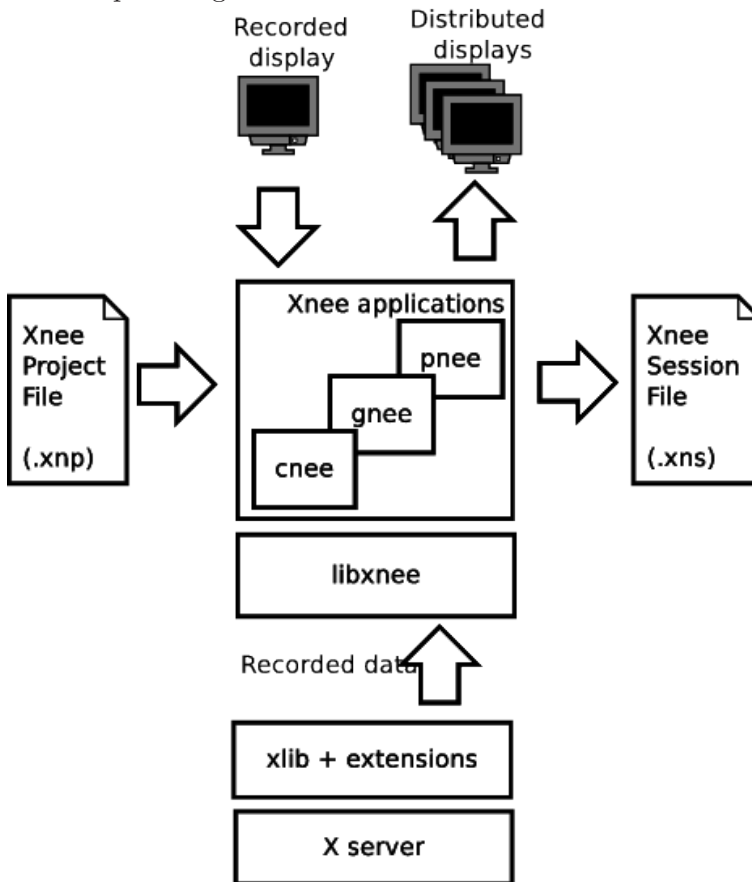 Recorded
display
Distributed
displays
Xnee
Project
File
(.xnp)
Xnee applications
pnee
gnee
cnee
Xnee
Session
File
(.xns)
libxnee
Recorded data
xlib + extensions
X server